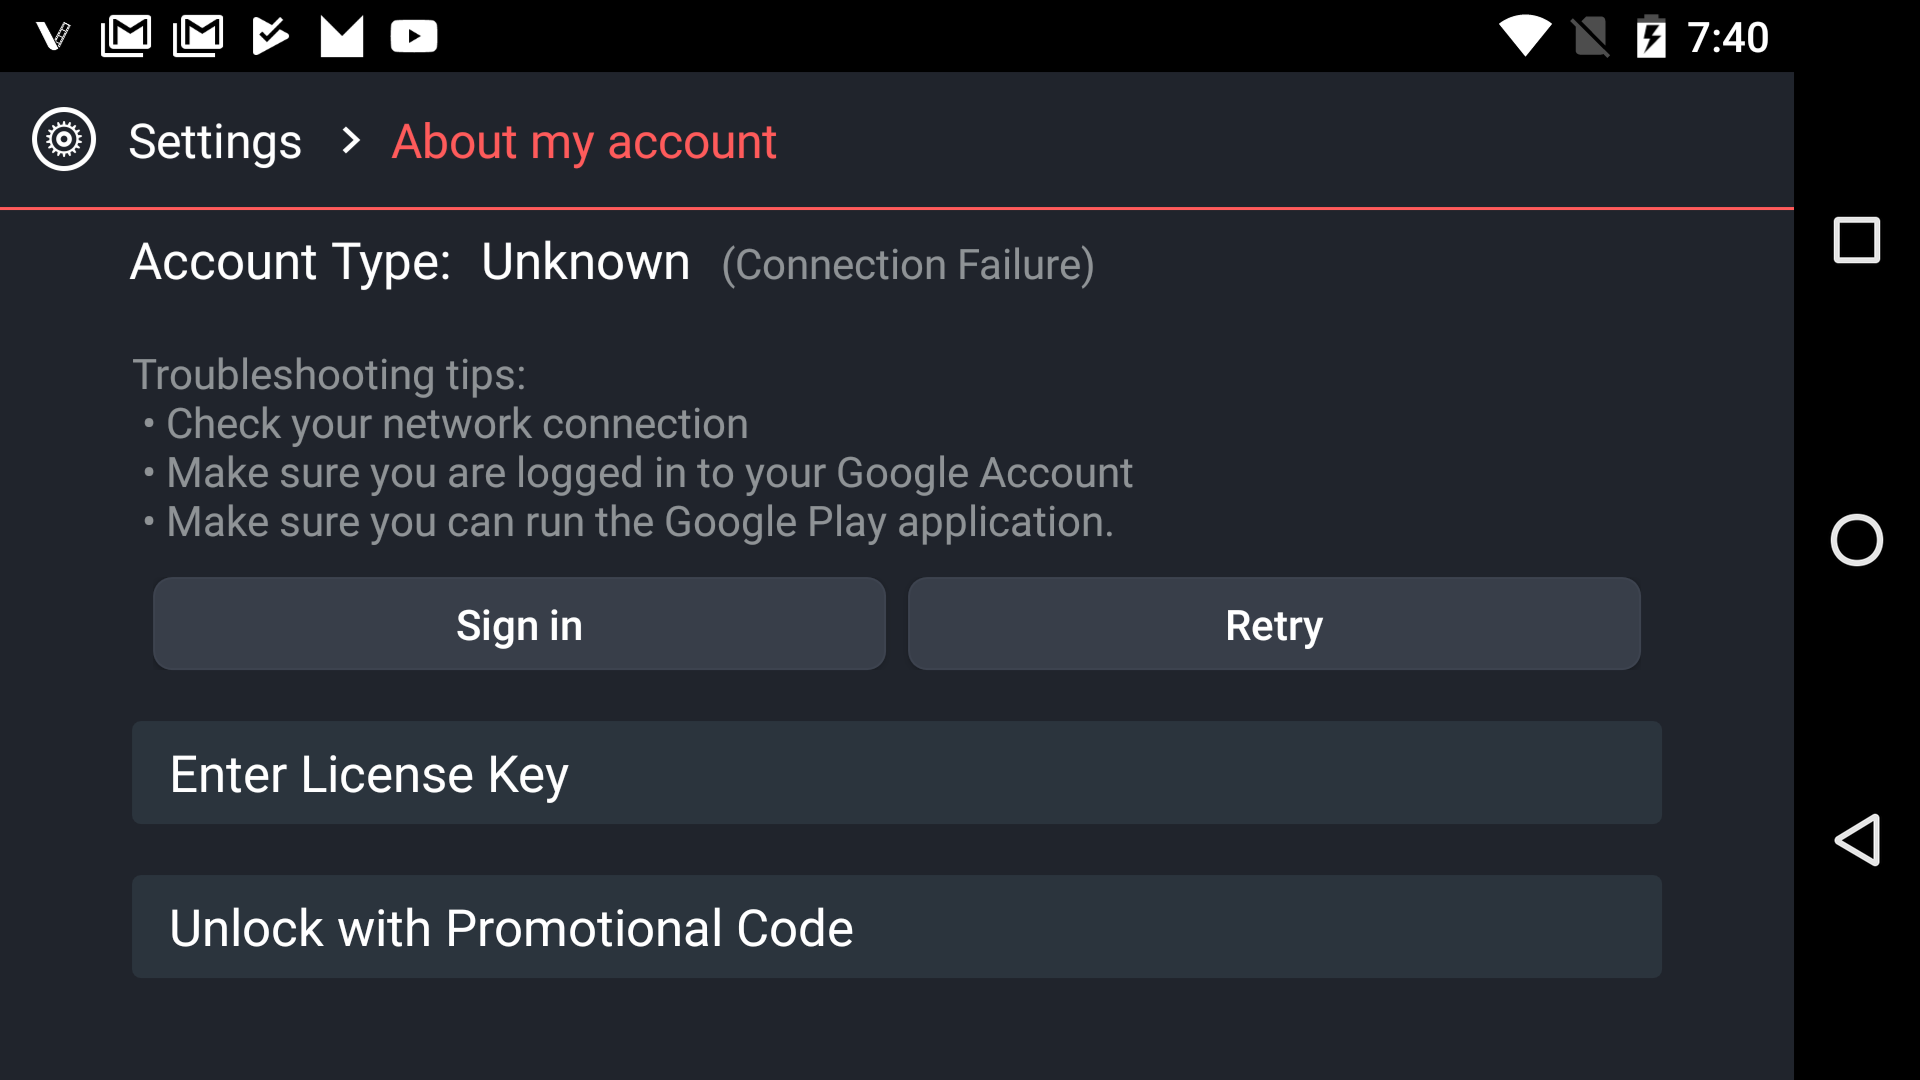 7:40
Settings > About my account
Account Type: Unknown (Connection Failure)
Troubleshooting tips:
• Check your network connection
• Make sure you are logged in to your Google Account
• Make sure you can run the Google Play application.
Sign in Retry
Enter License Key
Unlock with Promotional Code